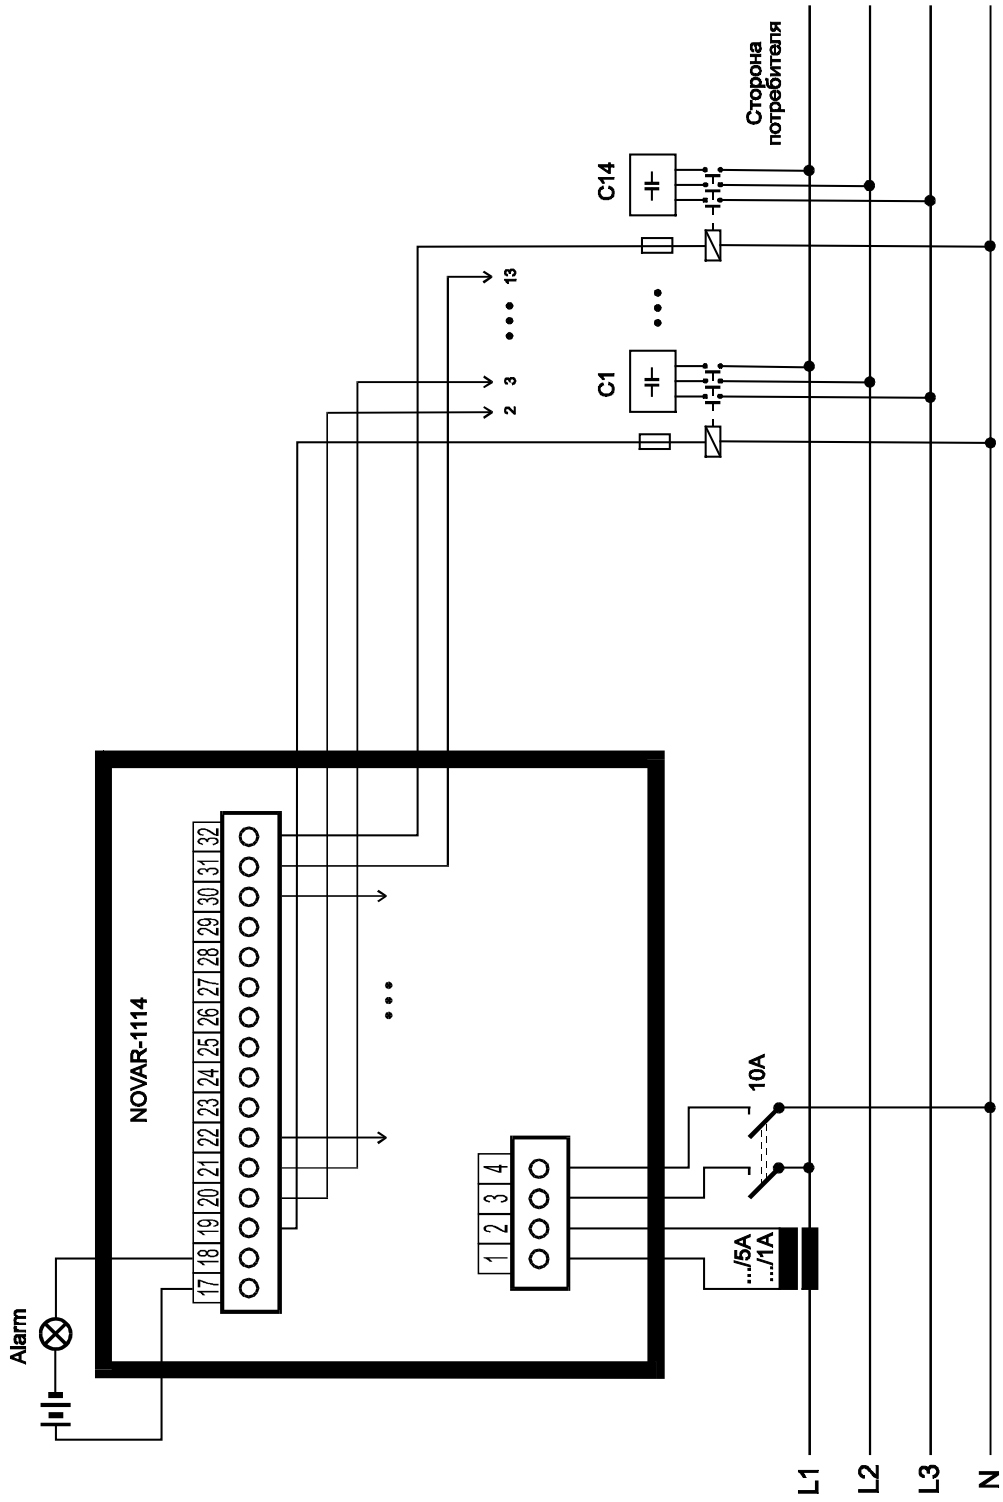 Alarm
NOVAR-1114
17 18 19 20 21 22 23 24 25 26 27 28 29 30 31 32
1 2 3 4
2 3 13
C1
C14
.../5A
.../1A
10A
Сторона
потребителя
L1
L2
L3
N